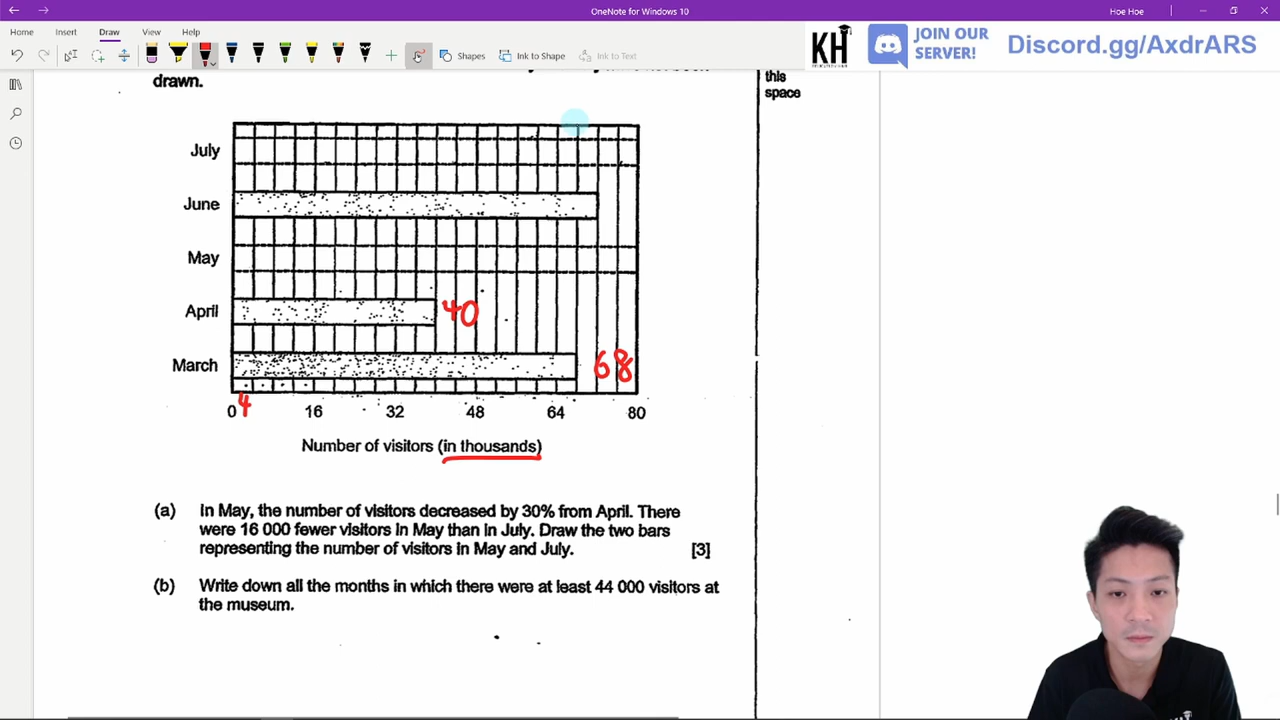 OneNote for Windows 10
Hoe Hoe
Home Insert Draw View Help
Shapes Ink to Shape Ink to Text
KH
JOIN OUR SERVER!
Discord.gg/AxdrARS
drawn.
this
space
July
June
May
April 40
March 68
0 4 16 32 48 64 80
Number of visitors (in thousands)
(a) In May, the number of visitors decreased by 30% from April. There
were 16 000 fewer visitors in May than in July. Draw the two bars
representing the number of visitors in May and July. [3]
(b) Write down all the months in which there were at least 44 000 visitors at
the museum.